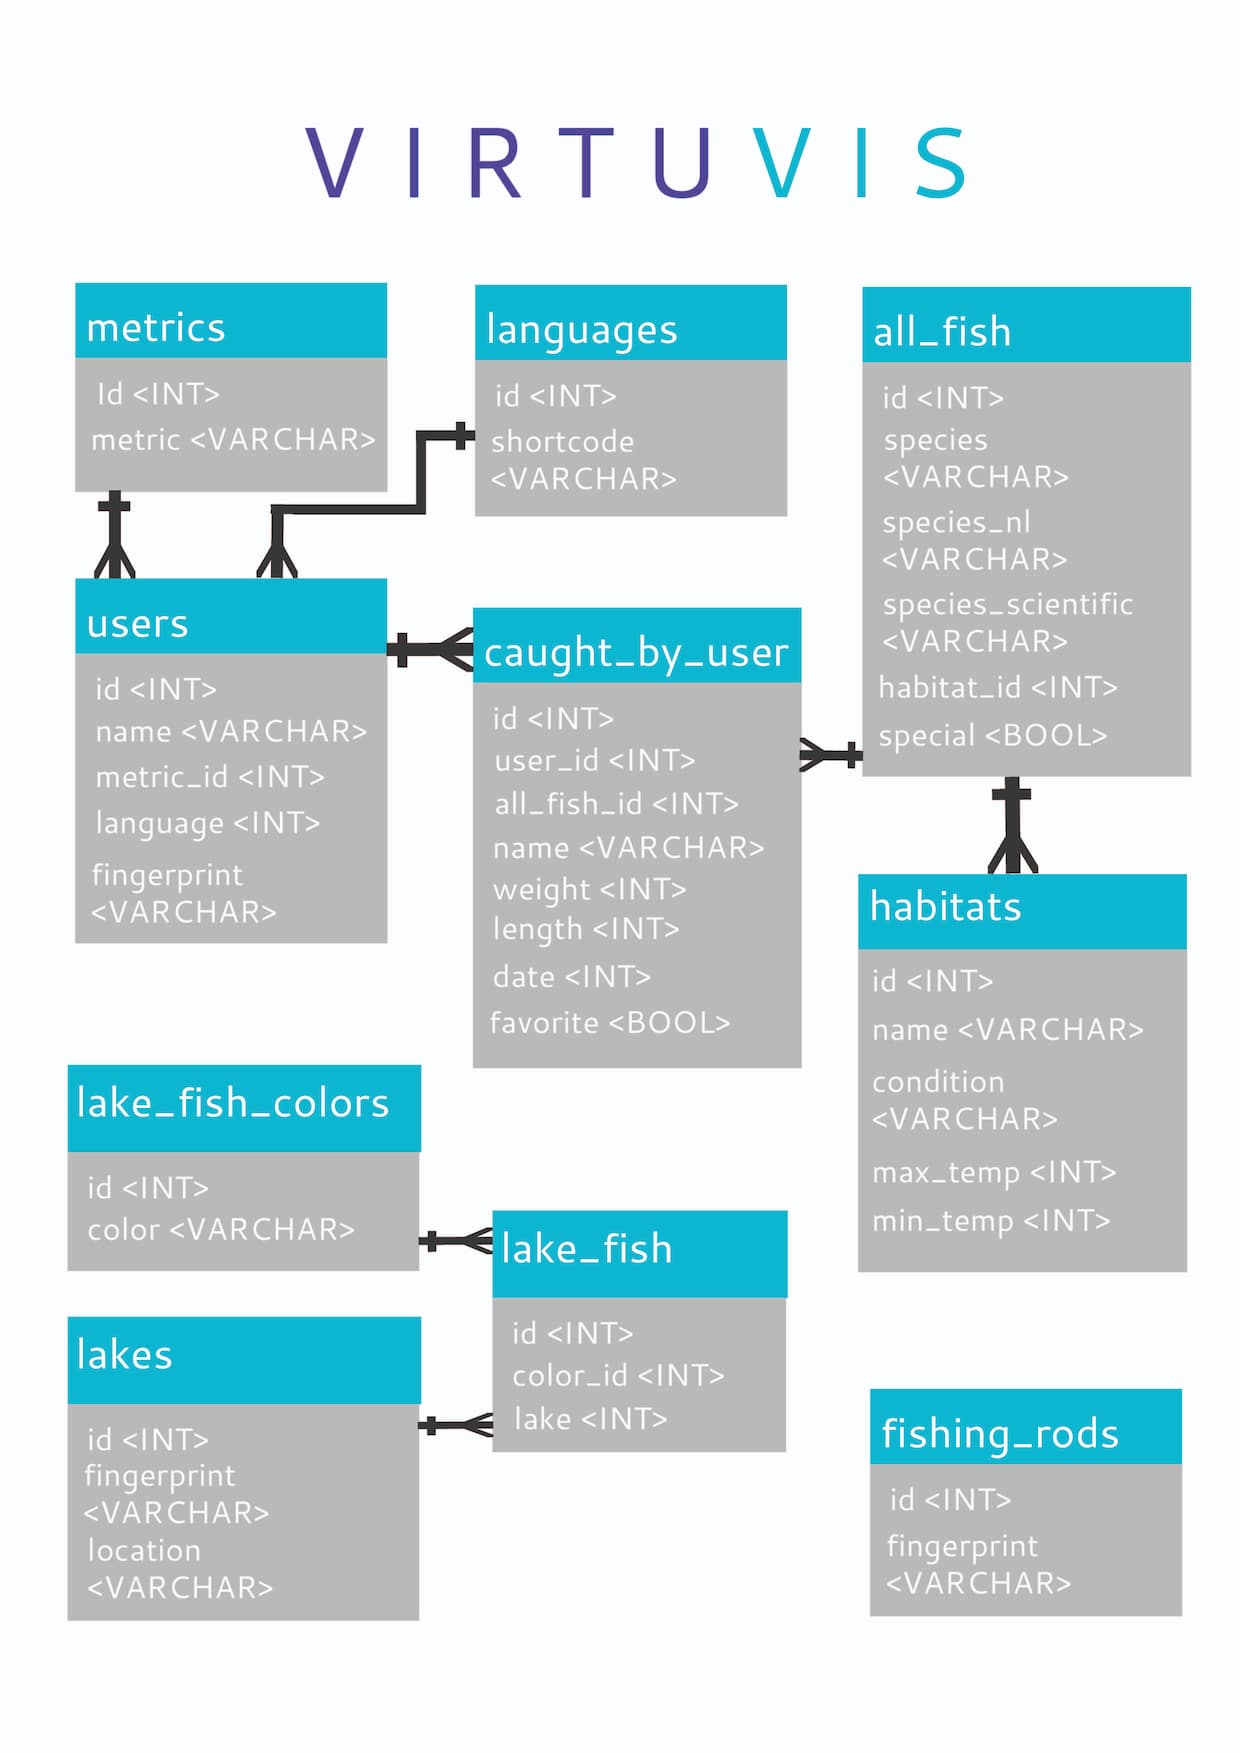 VIRTUVIS
metrics
Id <INT>
metric <VARCHAR>
languages
id <INT>
shortcode
<VARCHAR>
all_fish
id <INT>
species
<VARCHAR>
species_nl
<VARCHAR>
species_scientific
<VARCHAR>
habitat_id <INT>
special <BOOL>
users
id <INT>
name <VARCHAR>
metric_id <INT>
language <INT>
fingerprint
<VARCHAR>
caught_by_user
id <INT>
user_id <INT>
all_fish_id <INT>
name <VARCHAR>
weight <INT>
length <INT>
date <INT>
favorite <BOOL>
habitats
id <INT>
name <VARCHAR>
condition
<VARCHAR>
max_temp <INT>
min_temp <INT>
lake_fish_colors
id <INT>
color <VARCHAR>
lake_fish
id <INT>
color_id <INT>
lake <INT>
lakes
id <INT>
fingerprint
<VARCHAR>
location
<VARCHAR>
fishing_rods
id <INT>
fingerprint
<VARCHAR>